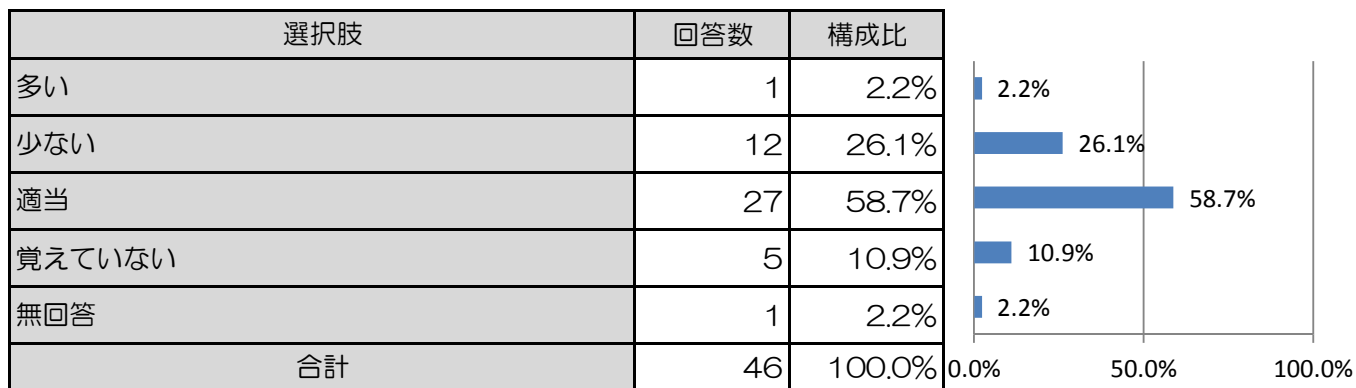 選択肢 回答数 構成比
多い 1 2.2%
少ない 12 26.1%
適当 27 58.7%
覚えていない 5 10.9%
無回答 1 2.2%
合計 46 100.0%
2.2%
26.1%
58.7%
10.9%
2.2%
0.0% 50.0% 100.0%